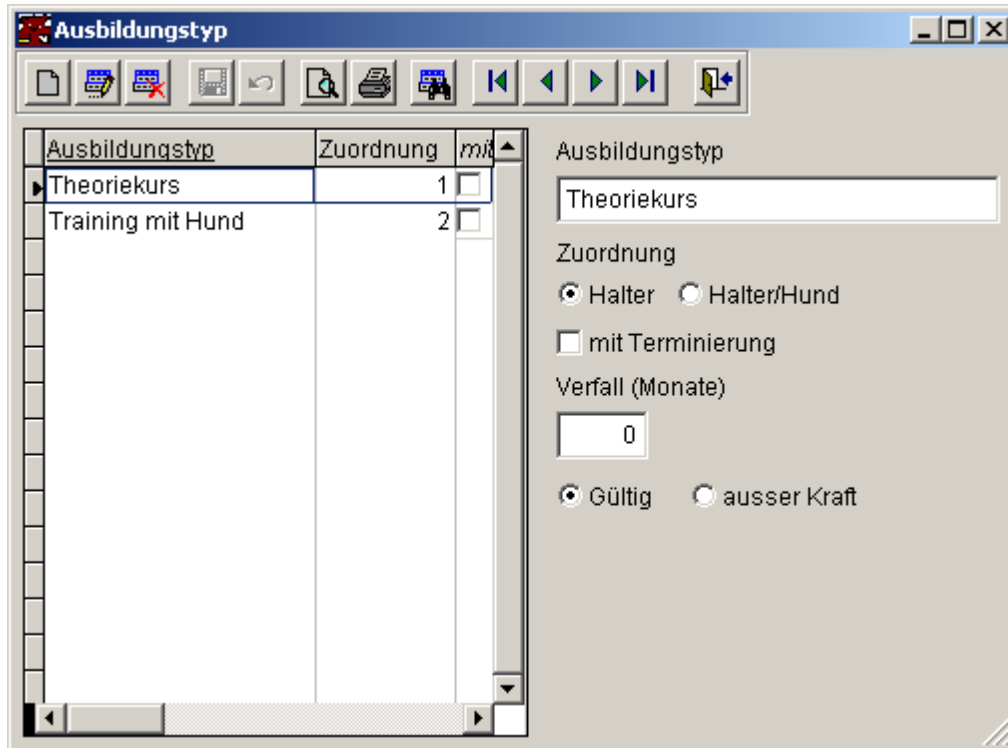 Ausbildungstyp
Ausbildungstyp Zuordnung mit
Theoriekurs 1
Training mit Hund 2
Ausbildungstyp
Theoriekurs
Zuordnung
Halter Halter/Hund
mit Terminierung
Verfall (Monate)
0
Gültig ausser Kraft